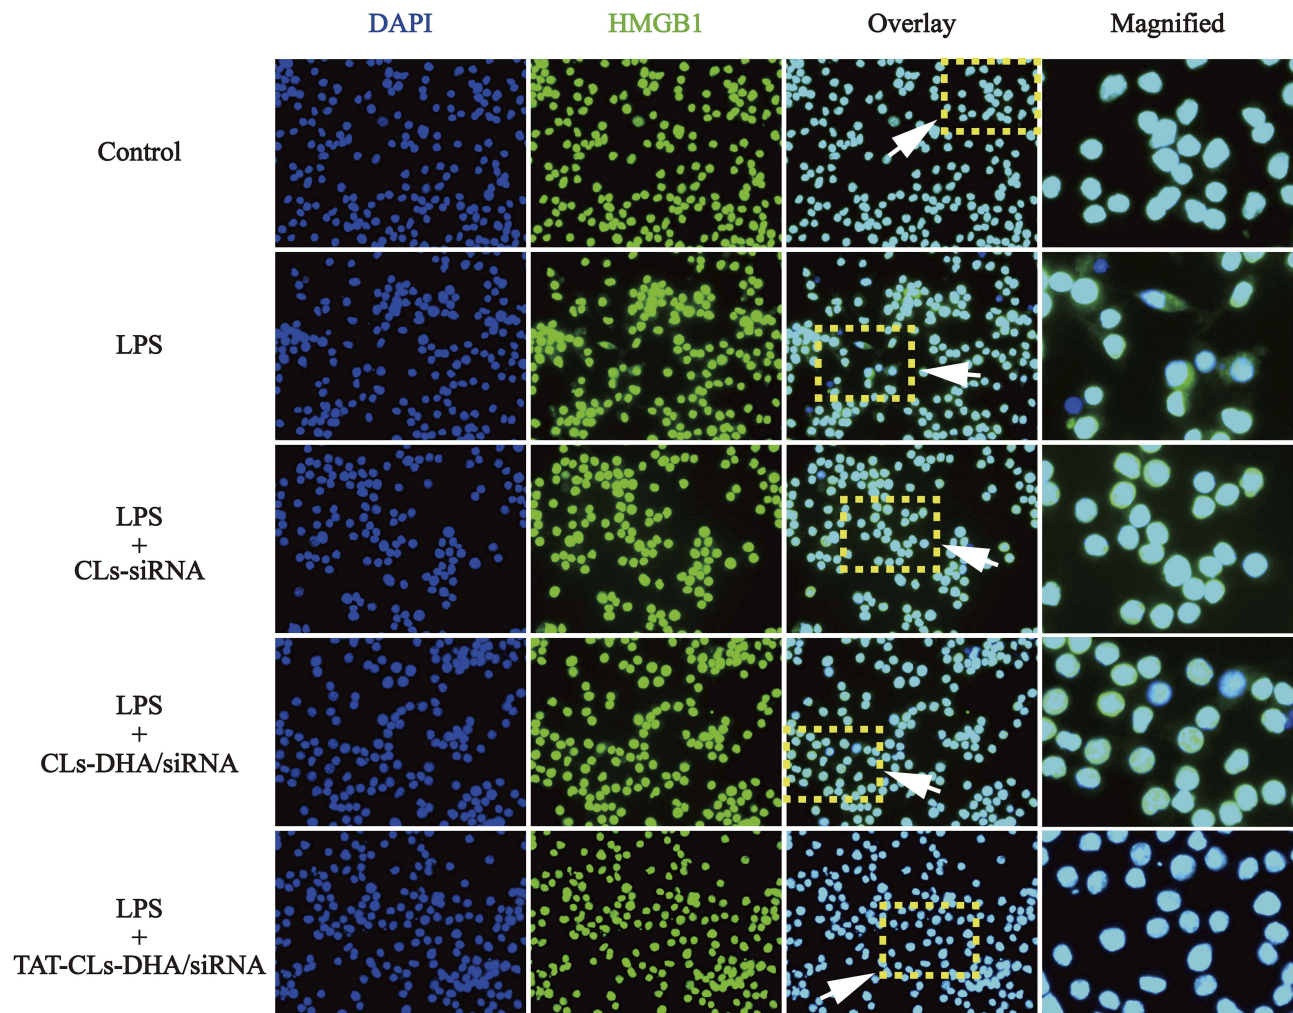 DAPI
HMGB1
Overlay
Magnified
Control
LPS
LPS
+
CLs-siRNA
LPS
+
CLs-DHA/siRNA
LPS
+
TAT-CLs-DHA/siRNA